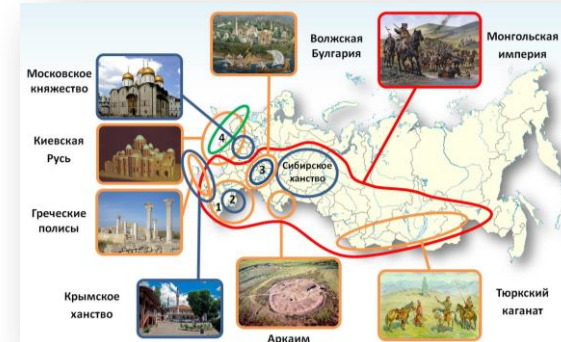 Волжская
Булгария
Монгольская
империя
Московское
княжество
Киевская
Русь
Греческие
полисы
Крымское
ханство
4
3
Сибирское
ханство
1
2
Аркаим
Тюркский
каганат